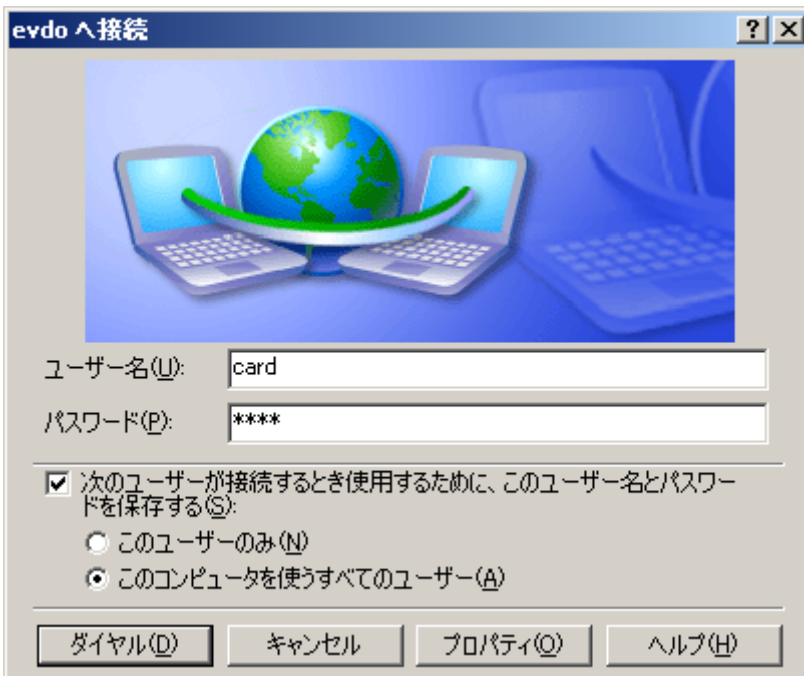 evdo へ接続
ユーザー名(U):
card
パスワード(P):
****
次のユーザーが接続するとき使用するために、このユーザー名とパスワー
ドを保存する(S):
このユーザーのみ(N)
このコンピュータを使うすべてのユーザー(A)
ダイヤル(D) キャンセル プロパティ(O) ヘルプ(H)